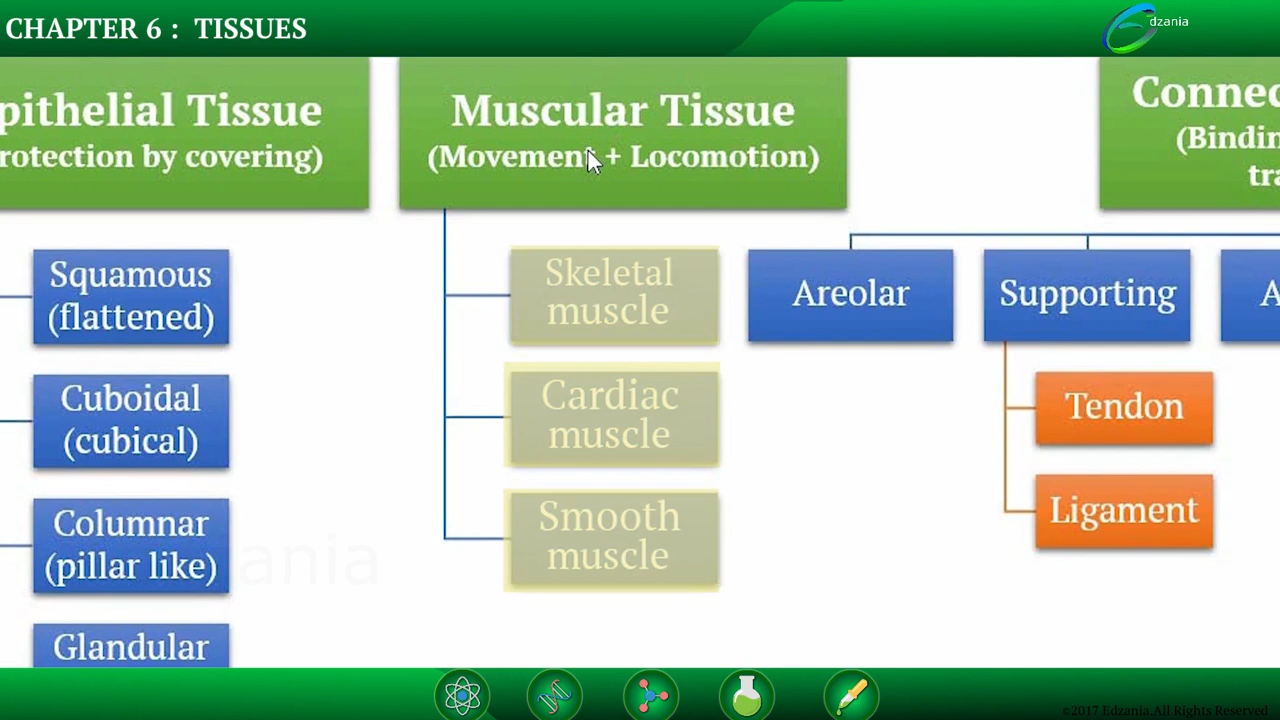 CHAPTER 6 : TISSUES
dzania
pithelial Tissue
rotection by covering)
Muscular Tissue
(Movement + Locomotion)
Connec
(Bindin
tra
Squamous
(flattened)
Cuboidal
(cubical)
Columnar
(pillar like)
Glandular
Skeletal
muscle
Cardiac
muscle
Smooth
muscle
Areolar
Supporting
A
Tendon
Ligament
ania
©2017 Edzania.All Rights Reserved